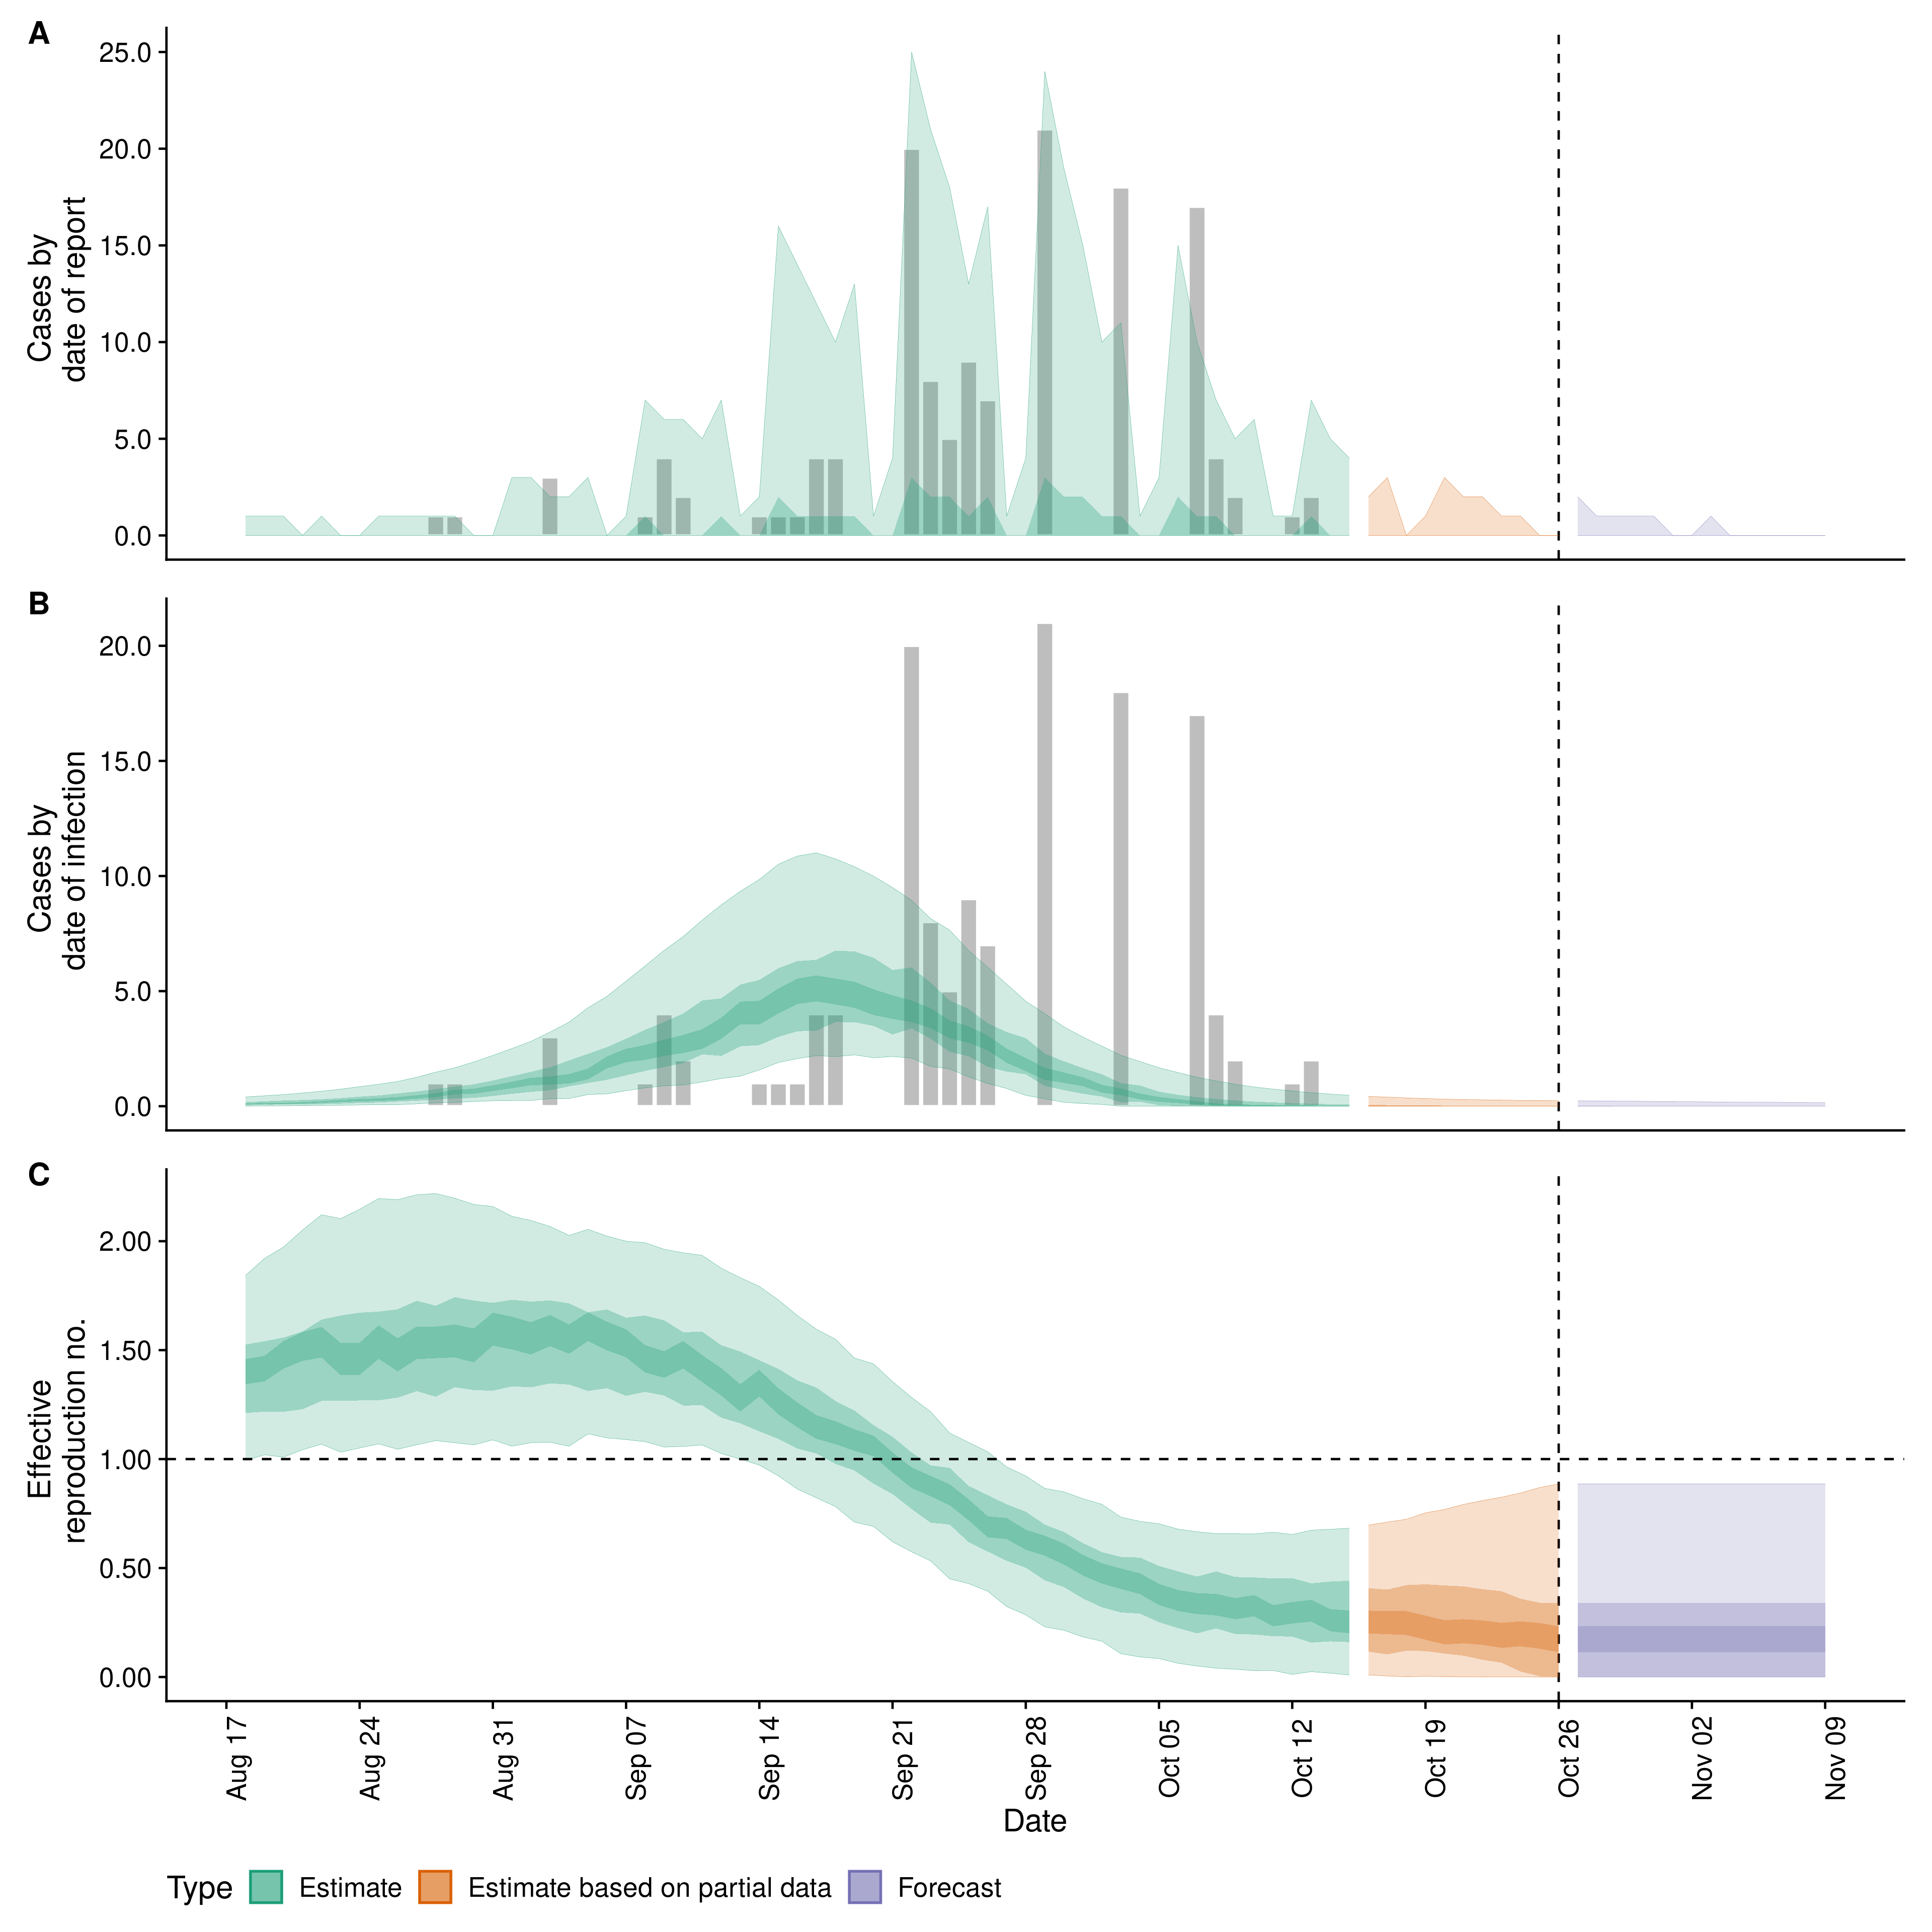 A
25.0
20.0
15.0
10.0
5.0
0.0
Cases by
date of report
B
20.0
15.0
10.0
5.0
0.0
Cases by
date of infection
C
2.00
1.50
1.00
0.50
0.00
Effective
reproduction no.
Aug 17
Aug 24
Aug 31
Sep 07
Sep 14
Sep 21
Sep 28
Oct 05
Oct 12
Oct 19
Oct 26
Nov 02
Nov 09
Date
Type Estimate Estimate based on partial data Forecast